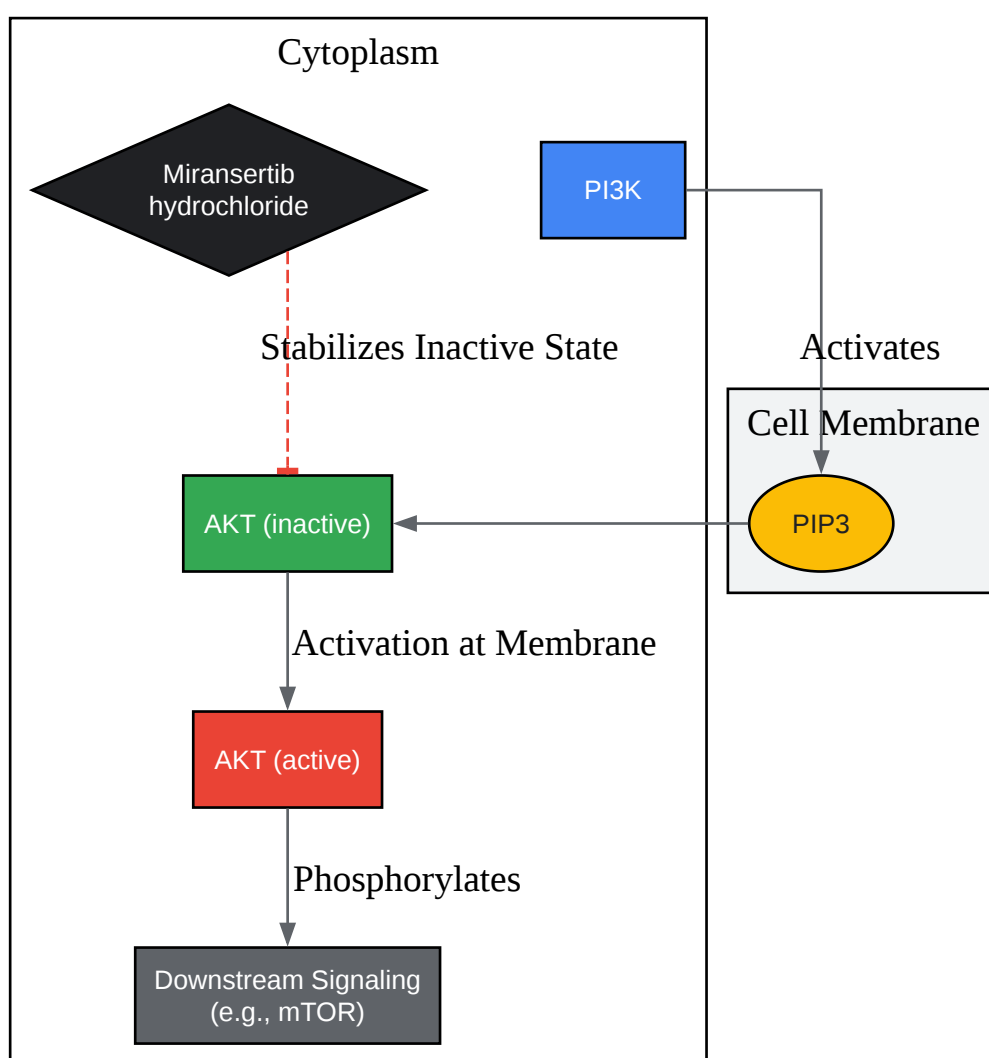 Cytoplasm
Miransertib
hydrochloride
PI3K
Stabilizes Inactive State
Activates
Cell Membrane
AKT (inactive)
PIP3
Activation at Membrane
AKT (active)
Phosphorylates
Downstream Signaling
(e.g., mTOR)